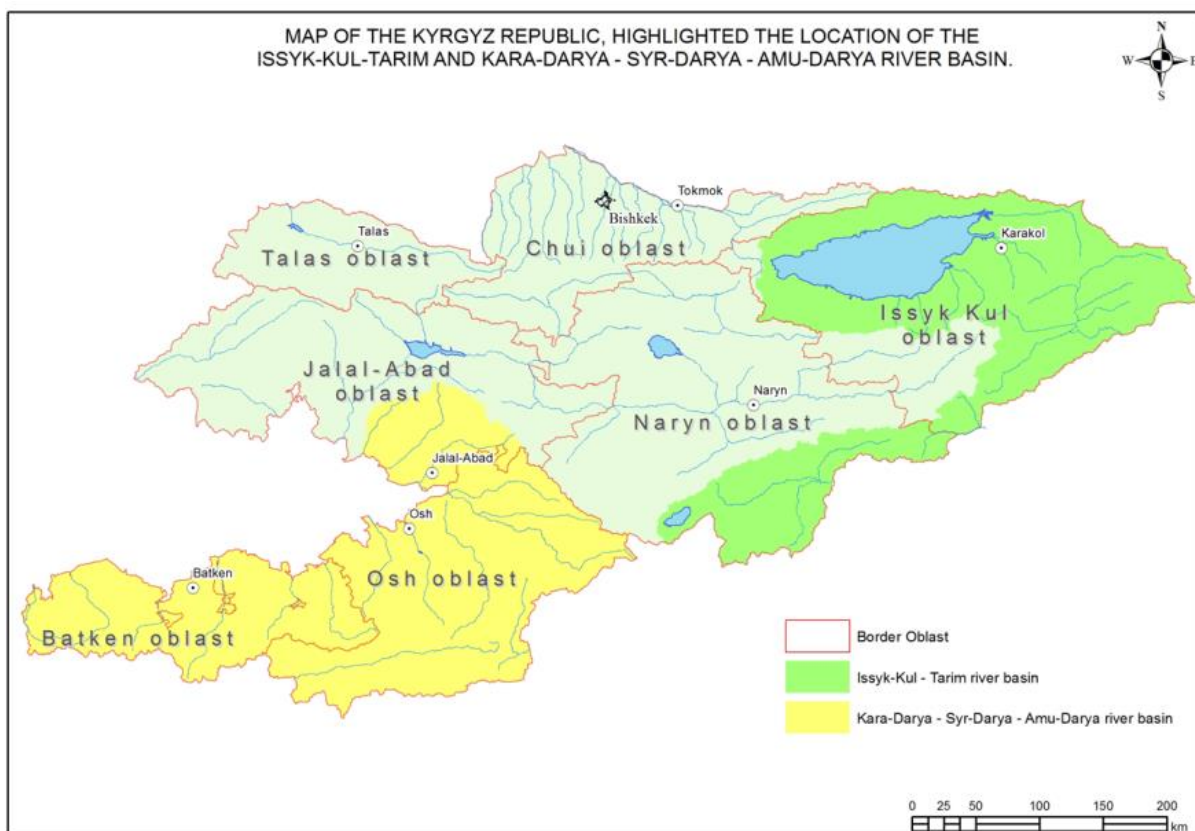 MAP OF THE KYRGYZ REPUBLIC, HIGHLIGHTED THE LOCATION OF THE
ISSYK-KUL-TARIM AND KARA-DARYA - SYR-DARYA - AMU-DARYA RIVER BASIN.
N
W
E
S
Tokmok
Bishkek
Talas
Karakol
Chui oblast
Talas oblast
Issyk Kul
oblast
Jalal-Abad
oblast
Naryn
Naryn oblast
Jalal-Abad
Osh
Batken
Osh oblast
Batken oblast
Border Oblast
Issyk-Kul - Tarim river basin
Kara-Darya - Syr-Darya - Amu-Darya river basin
0 25 50 100 150 200
km